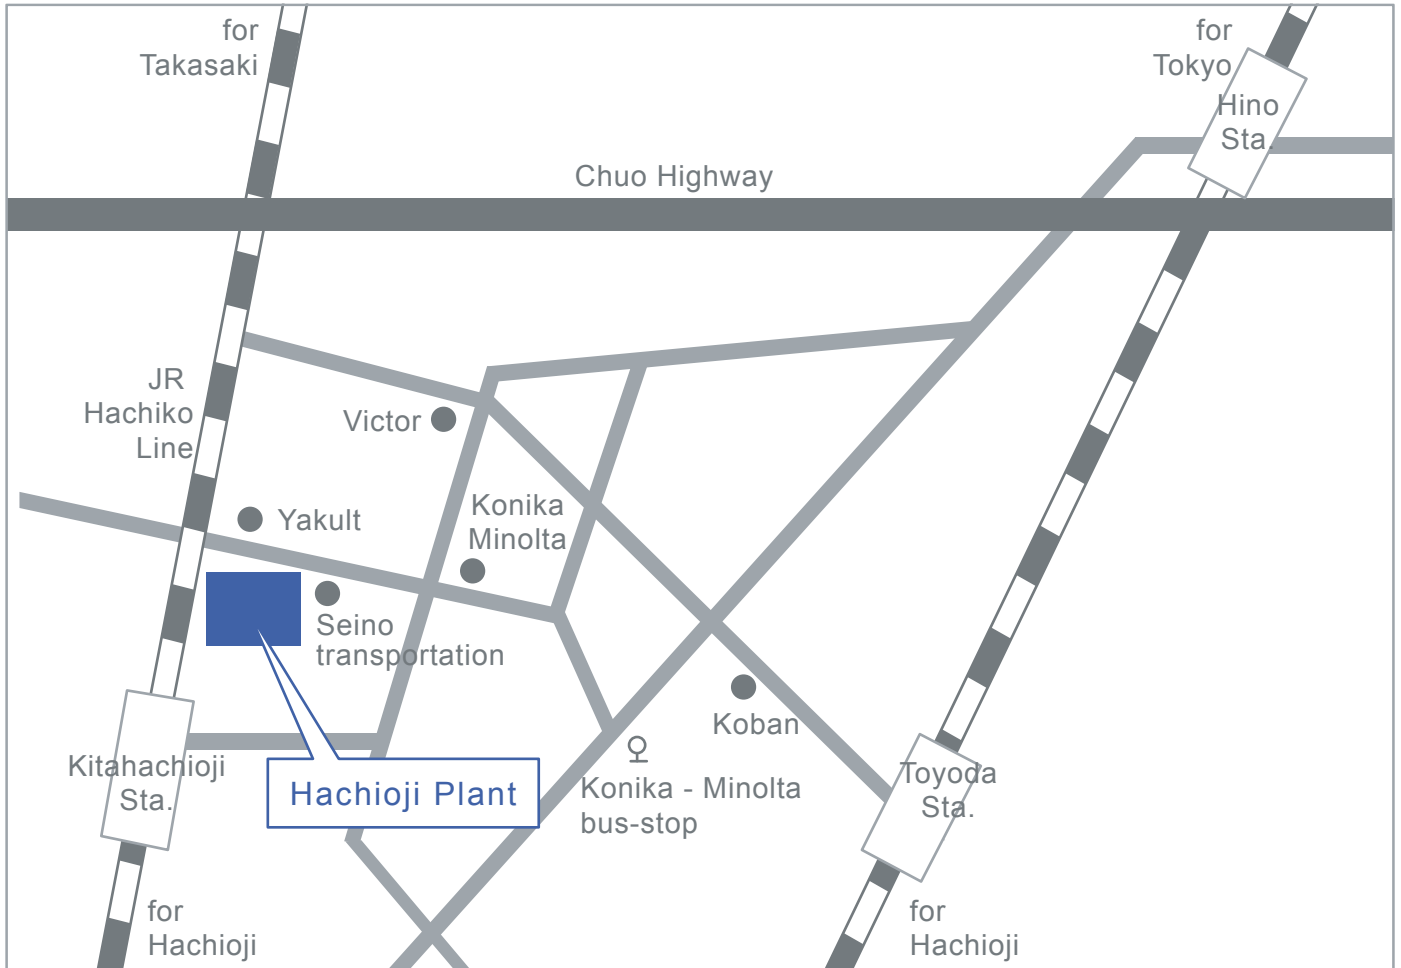 for
Takasaki
for
Tokyo
Hino
Sta.
Chuo Highway
JR
Hachiko
Line
Victor
Yakult
Konika
Minolta
Seino
transportation
Koban
Kitahachioji
Sta.
Hachioji Plant
Konika - Minolta
bus-stop
Toyoda
Sta.
for
Hachioji
for
Hachioji